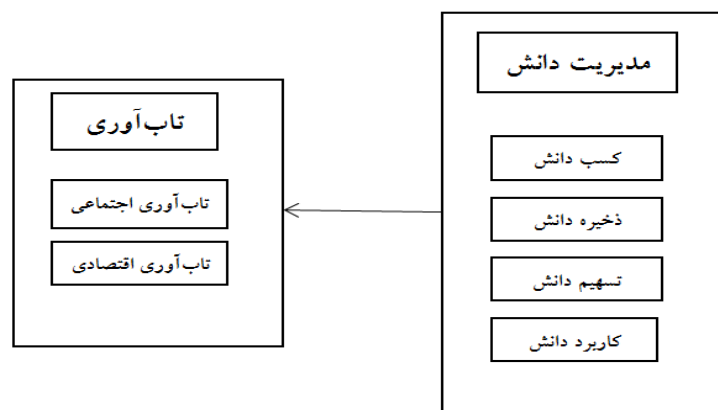 مدیریت دانش
کسب دانش
ذخیره دانش
تسهیم دانش
کاربرد دانش
تاب‌آوری
تاب‌آوری اجتماعی
تاب‌آوری اقتصادی